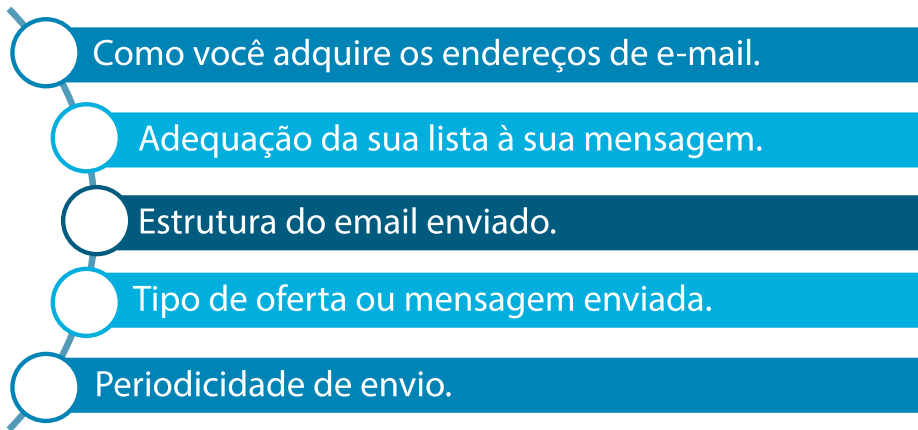 Como você adquire os endereços de e-mail.
Adequação da sua lista à sua mensagem.
Estrutura do email enviado.
Tipo de oferta ou mensagem enviada.
Periodicidade de envio.